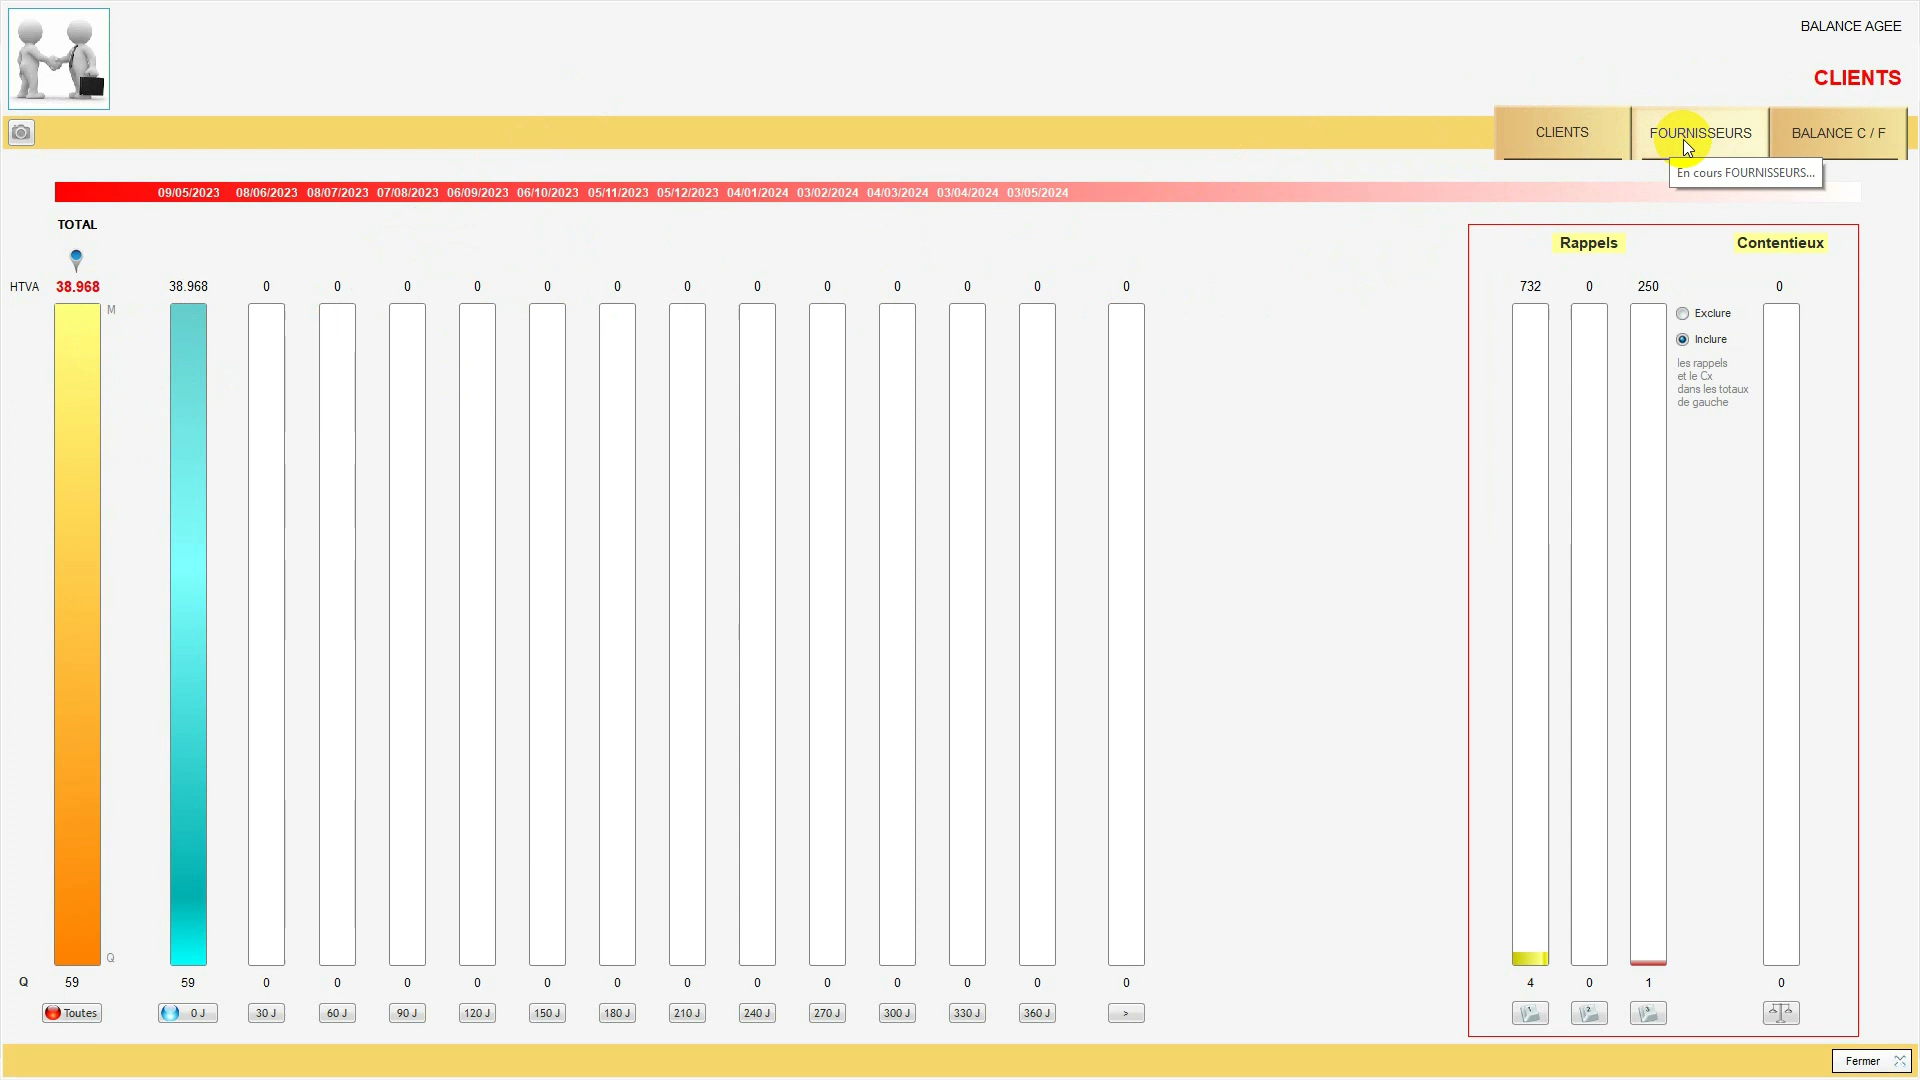 BALANCE AGEE
CLIENTS
CLIENTS
FOURNISSEURS
BALANCE C / F
En cours FOURNISSEURS...
09/05/2023 08/06/2023 08/07/2023 07/08/2023 06/09/2023 06/10/2023 05/11/2023 05/12/2023 04/01/2024 03/02/2024 04/03/2024 03/04/2024 03/05/2024
TOTAL
Rappels
Contentieux
HTVA 38.968 38.968 0 0 0 0 0 0 0 0 0 0 0 0 0 732 0 250 0
M
Exclure
Inclure
les rappels
et le Cx
dans les totaux
de gauche
Q
Q 59 59 0 0 0 0 0 0 0 0 0 0 0 0 0 4 0 1 0
Toutes 0 J 30 J 60 J 90 J 120 J 150 J 180 J 210 J 240 J 270 J 300 J 330 J 360 J > 1 2 3
Fermer